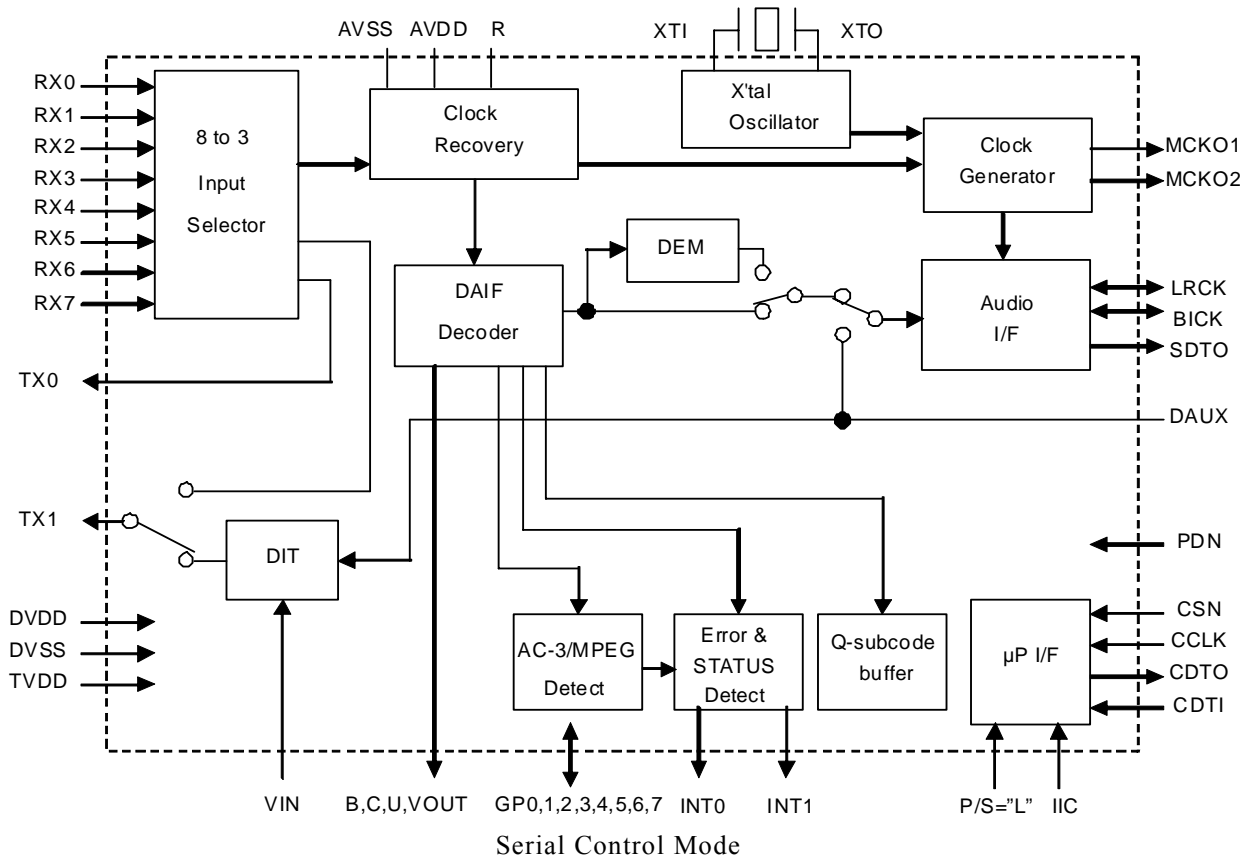 AVSS AVDD R
XTI XTO
RX0
RX1
RX2
RX3
RX4
RX5
RX6
RX7
8 to 3
Input
Selector
Clock
Recovery
X'tal
Oscillator
Clock
Generator
MCKO1
MCKO2
DEM
DAIF
Decoder
Audio
I/F
LRCK
BICK
SDTO
TX0
DAUX
TX1
DIT
PDN
DVDD
DVSS
TVDD
AC-3/MPEG
Detect
Error &
STATUS
Detect
Q-subcode
buffer
µP I/F
CSN
CCLK
CDTO
CDTI
VIN
B,C,U,VOUT
GP0,1,2,3,4,5,6,7
INT0
INT1
P/S=”L”
IIC
Serial Control Mode